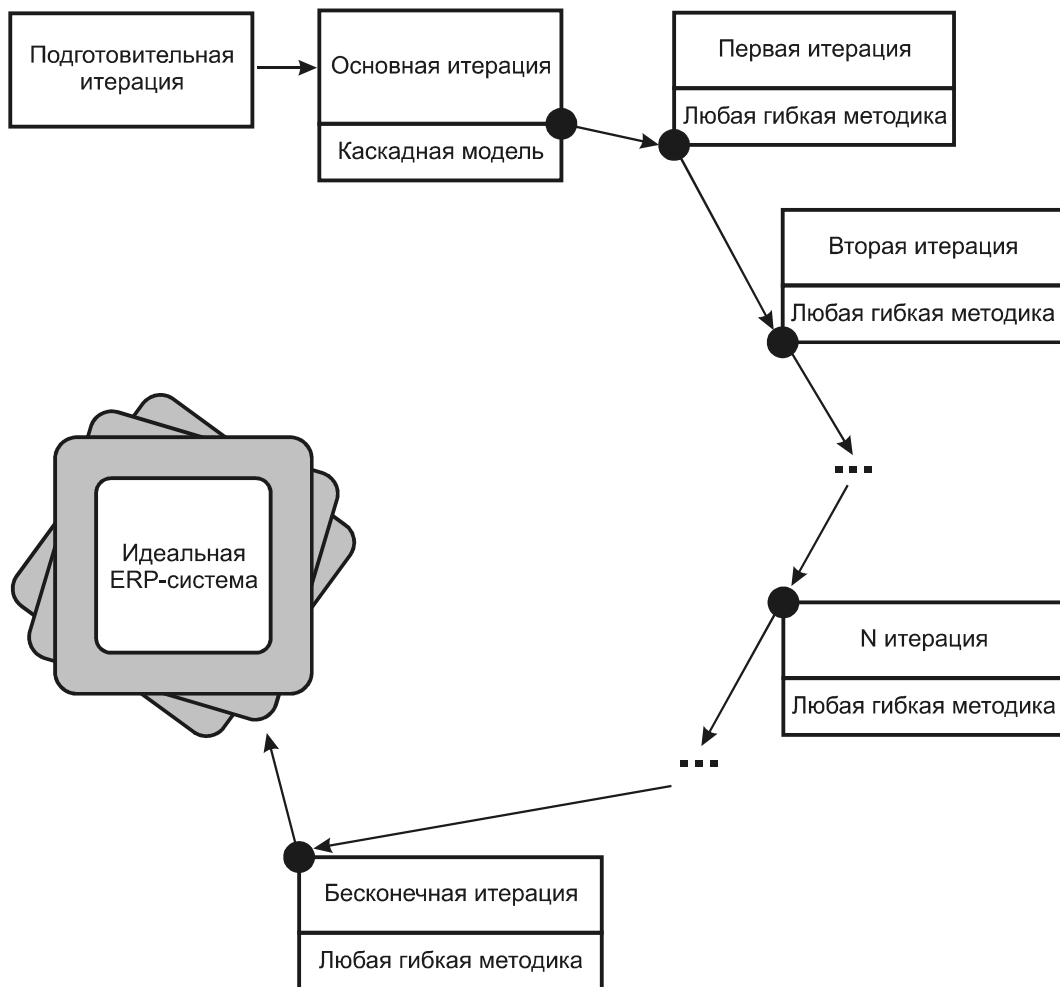 Подготовительная
итерация
Основная итерация
Каскадная модель
Первая итерация
Любая гибкая методика
Вторая итерация
Любая гибкая методика
...
Идеальная
ERP-система
N итерация
Любая гибкая методика
...
Бесконечная итерация
Любая гибкая методика